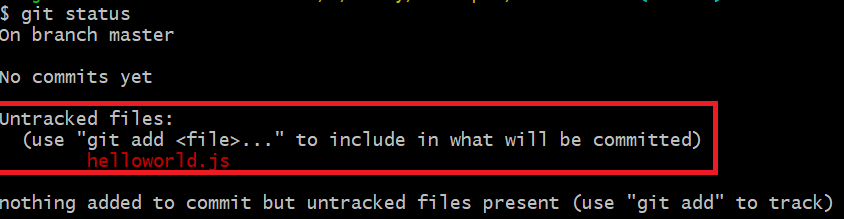 $ git status
On branch master
No commits yet
Untracked files:
(use "git add <file>..." to include in what will be committed)
helloworld.js
nothing added to commit but untracked files present (use "git add" to track)